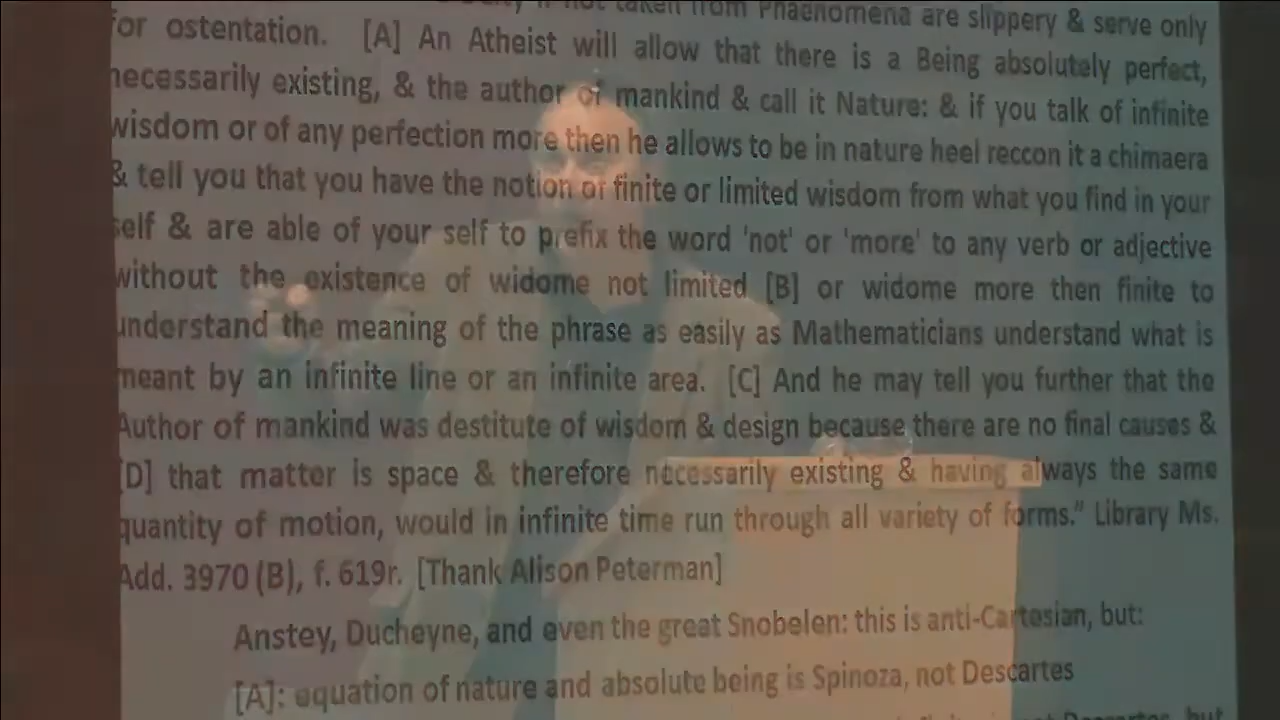 not taken from Phaenomena are slippery & serve only
for ostentation. [A] An Atheist will allow that there is a Being absolutely perfect,
necessarily existing, & the author of mankind & call it Nature: & if you talk of infinite
wisdom or of any perfection more then he allows to be in nature heel reccon it a chimaera
& tell you that you have the notion of finite or limited wisdom from what you find in your
self & are able of your self to prefix the word 'not' or 'more' to any verb or adjective
without the existence of widome not limited [B] or widome more then finite to
understand the meaning of the phrase as easily as Mathematicians understand what is
meant by an infinite line or an infinite area. [C] And he may tell you further that the
Author of mankind was destitute of wisdom & design because there are no final causes &
[D] that matter is space & therefore necessarily existing & having always the same
quantity of motion, would in infinite time run through all variety of forms.” Library Ms.
Add. 3970 (B), f. 619r. [Thank Alison Peterman]
Anstey, Ducheyne, and even the great Snobelen: this is anti-Cartesian, but:
[A]: equation of nature and absolute being is Spinoza, not Descartes
Descartes, but